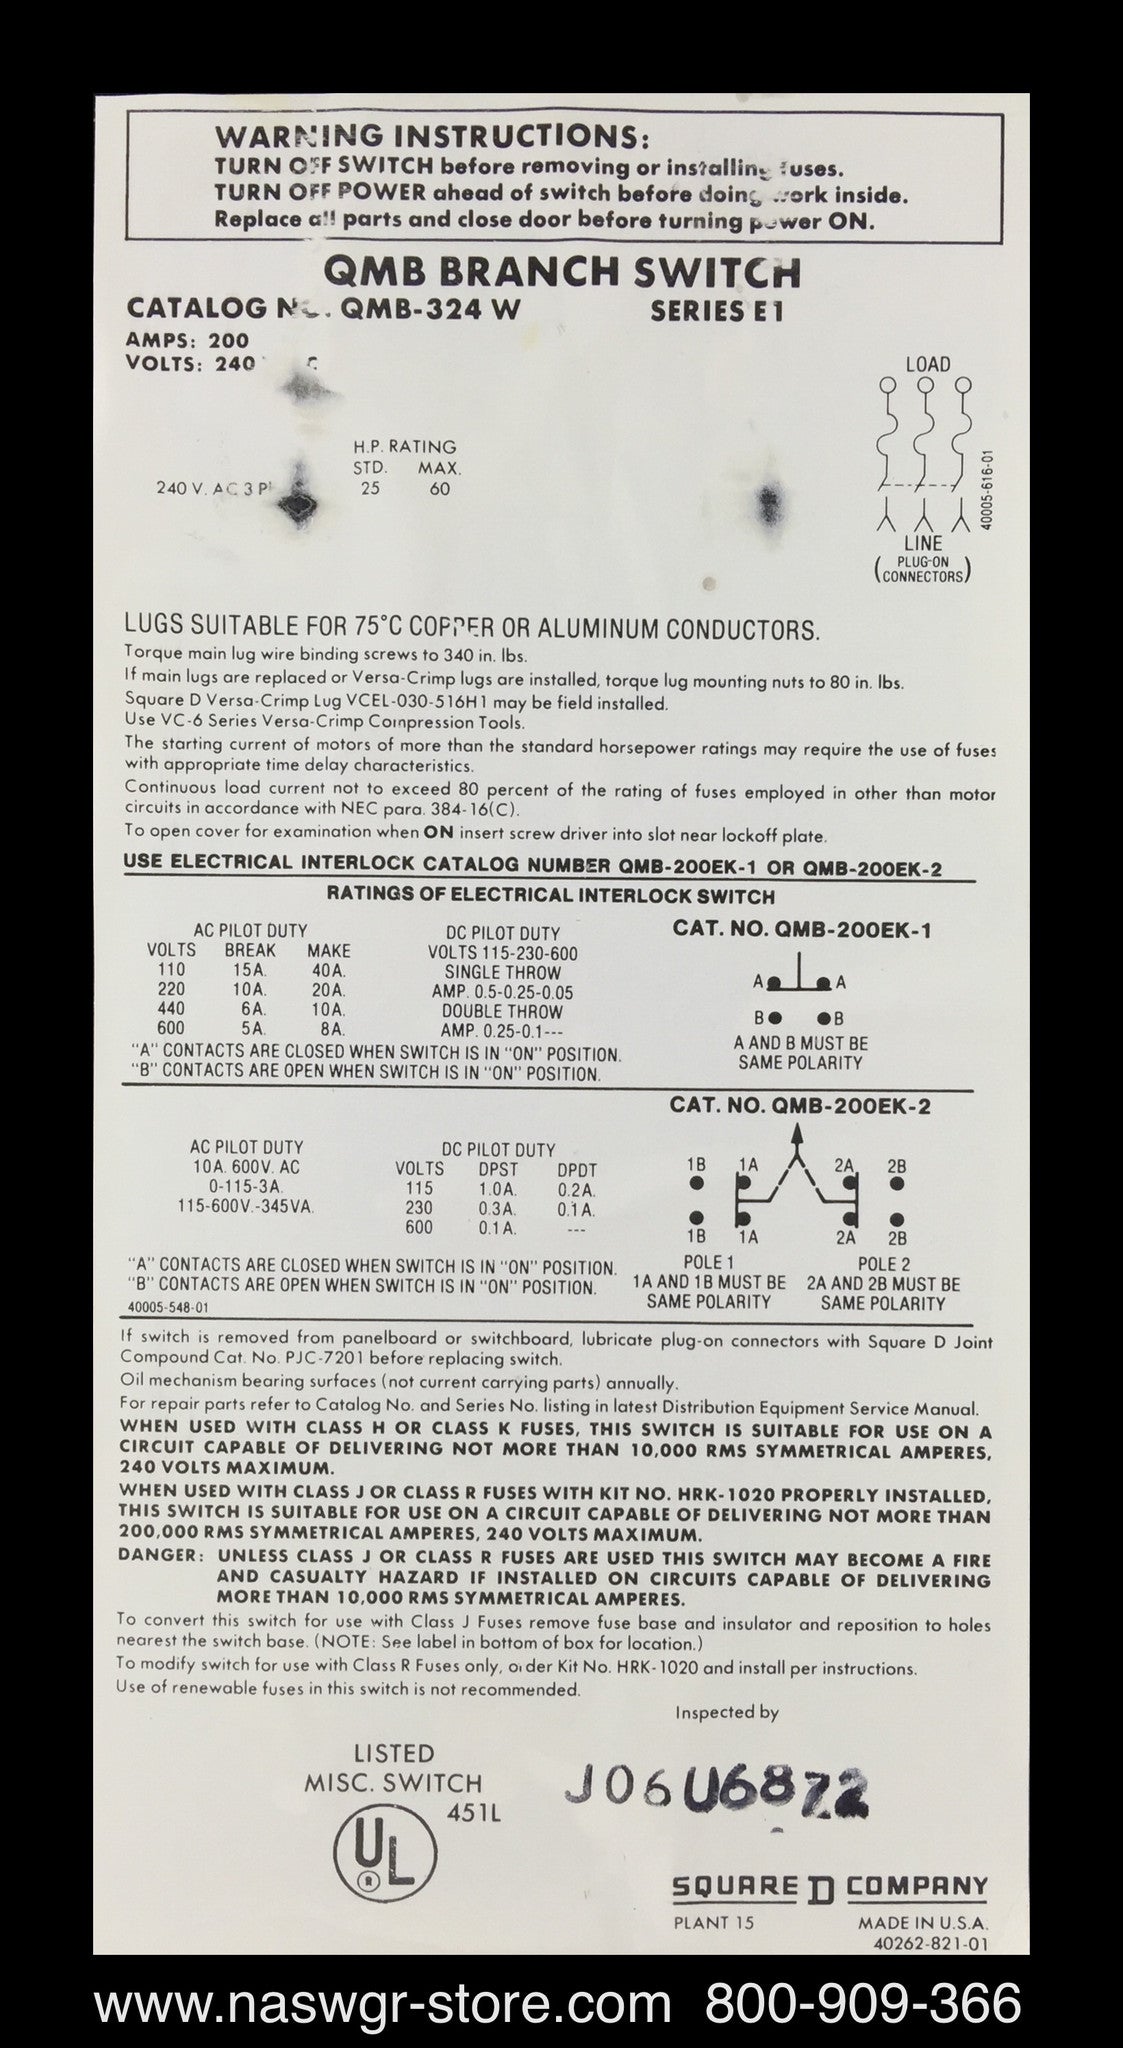 WARNING INSTRUCTIONS:
TURN OFF SWITCH before removing or installing fuses.
TURN OFF POWER ahead of switch before doing work inside.
Replace all parts and close door before turning power ON.
QMB BRANCH SWITCH
CATALOG NO. QMB-324 W SERIES E1
AMPS: 200
VOLTS: 240
LOAD
H.P. RATING
STD. MAX.
240 V. AC 3 25 60
40005-616-01
LINE
(PLUG-ON
CONNECTORS)
LUGS SUITABLE FOR 75°C COPPER OR ALUMINUM CONDUCTORS.
Torque main lug wire binding screws to 340 in. lbs.
If main lugs are replaced or Versa-Crimp lugs are installed, torque lug mounting nuts to 80 in. lbs.
Square D Versa-Crimp Lug VCEL-030-516H1 may be field installed.
Use VC-6 Series Versa-Crimp Compression Tools.
The starting current of motors of more than the standard horsepower ratings may require the use of fuses
with appropriate time delay characteristics.
Continuous load current not to exceed 80 percent of the rating of fuses employed in other than motor
circuits in accordance with NEC para. 384-16(C).
To open cover for examination when ON insert screw driver into slot near lockoff plate.
USE ELECTRICAL INTERLOCK CATALOG NUMBER QMB-200EK-1 OR QMB-200EK-2
RATINGS OF ELECTRICAL INTERLOCK SWITCH
AC PILOT DUTY DC PILOT DUTY CAT. NO. QMB-200EK-1
VOLTS BREAK MAKE VOLTS 115-230-600
110 15A. 40A. SINGLE THROW
220 10A. 20A. AMP. 0.5-0.25-0.05 A A
440 6A. 10A. DOUBLE THROW B B
600 5A. 8A. AMP. 0.25-0.1---
"A" CONTACTS ARE CLOSED WHEN SWITCH IS IN "ON" POSITION. A AND B MUST BE
"B" CONTACTS ARE OPEN WHEN SWITCH IS IN "ON" POSITION. SAME POLARITY
CAT. NO. QMB-200EK-2
AC PILOT DUTY DC PILOT DUTY
10A. 600V. AC VOLTS DPST DPDT 1B 1A 2A 2B
0-115-3A. 115 1.0A. 0.2A.
115-600V.-345VA. 230 0.3A. 0.1A.
600 0.1A. --- 1B 1A 2A 2B
POLE 1 POLE 2
"A" CONTACTS ARE CLOSED WHEN SWITCH IS IN "ON" POSITION. 1A AND 1B MUST BE 2A AND 2B MUST BE
"B" CONTACTS ARE OPEN WHEN SWITCH IS IN "ON" POSITION. SAME POLARITY SAME POLARITY
40005-548-01
If switch is removed from panelboard or switchboard, lubricate plug-on connectors with Square D Joint
Compound Cat. No. PJC-7201 before replacing switch.
Oil mechanism bearing surfaces (not current carrying parts) annually.
For repair parts refer to Catalog No. and Series No. listing in latest Distribution Equipment Service Manual.
WHEN USED WITH CLASS H OR CLASS K FUSES, THIS SWITCH IS SUITABLE FOR USE ON A
CIRCUIT CAPABLE OF DELIVERING NOT MORE THAN 10,000 RMS SYMMETRICAL AMPERES,
240 VOLTS MAXIMUM.
WHEN USED WITH CLASS J OR CLASS R FUSES WITH KIT NO. HRK-1020 PROPERLY INSTALLED,
THIS SWITCH IS SUITABLE FOR USE ON A CIRCUIT CAPABLE OF DELIVERING NOT MORE THAN
200,000 RMS SYMMETRICAL AMPERES, 240 VOLTS MAXIMUM.
DANGER: UNLESS CLASS J OR CLASS R FUSES ARE USED THIS SWITCH MAY BECOME A FIRE
AND CASUALTY HAZARD IF INSTALLED ON CIRCUITS CAPABLE OF DELIVERING
MORE THAN 10,000 RMS SYMMETRICAL AMPERES.
To convert this switch for use with Class J Fuses remove fuse base and insulator and reposition to holes
nearest the switch base. (NOTE: See label in bottom of box for location.)
To modify switch for use with Class R Fuses only, order Kit No. HRK-1020 and install per instructions.
Use of renewable fuses in this switch is not recommended.
Inspected by
LISTED
MISC. SWITCH
451L
UL
®
J06U6872
SQUARE D COMPANY
PLANT 15 MADE IN U.S.A.
40262-821-01
www.naswgr-store.com 800-909-366